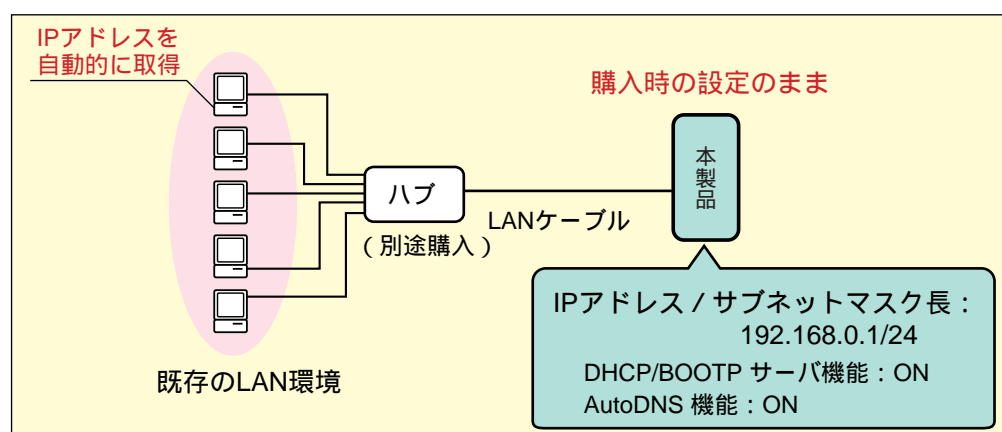 IPアドレスを
自動的に取得
購入時の設定のまま
本製品
ハブ
LANケーブル
(別途購入)
既存のLAN環境
IPアドレス / サブネットマスク長：
192.168.0.1/24
DHCP/BOOTP サーバ機能：ON
AutoDNS 機能：ON